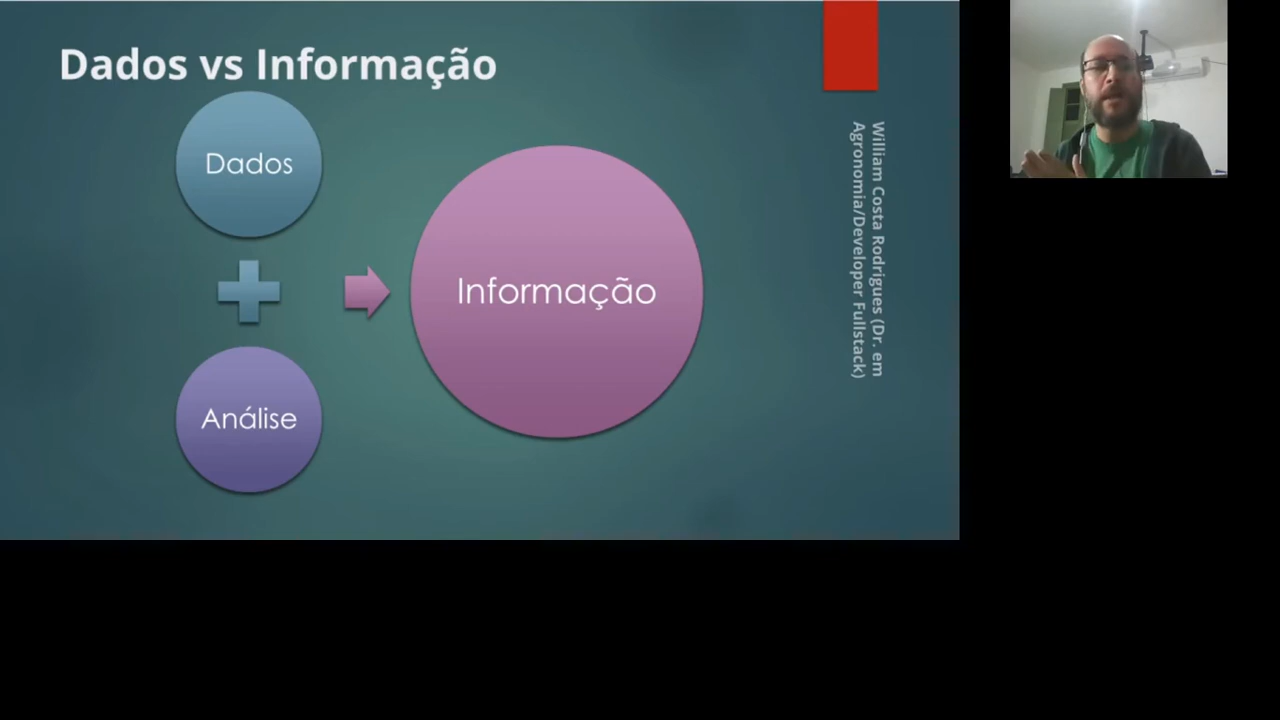 Dados vs Informação
Dados
Análise
Informação
William Costa Rodrigues (Dr. em
Agronomia/Developer Fullstack)